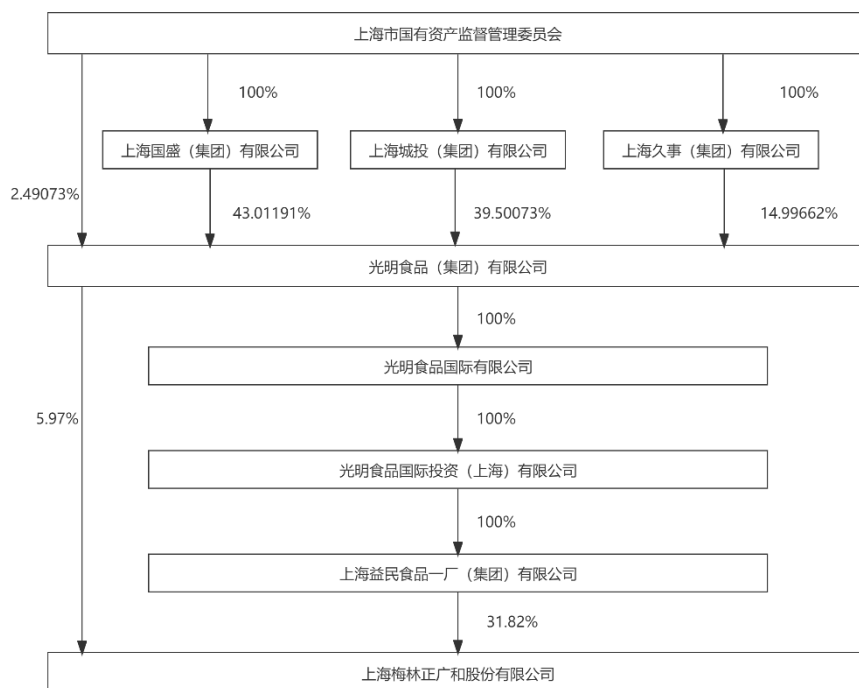 上海市国有资产监督管理委员会
100%
100%
100%
上海国盛（集团）有限公司
上海城投（集团）有限公司
上海久事（集团）有限公司
2.49073%
43.01191%
39.50073%
14.99662%
光明食品（集团）有限公司
100%
光明食品国际有限公司
5.97%
100%
光明食品国际投资（上海）有限公司
100%
上海益民食品一厂（集团）有限公司
31.82%
上海梅林正广和股份有限公司